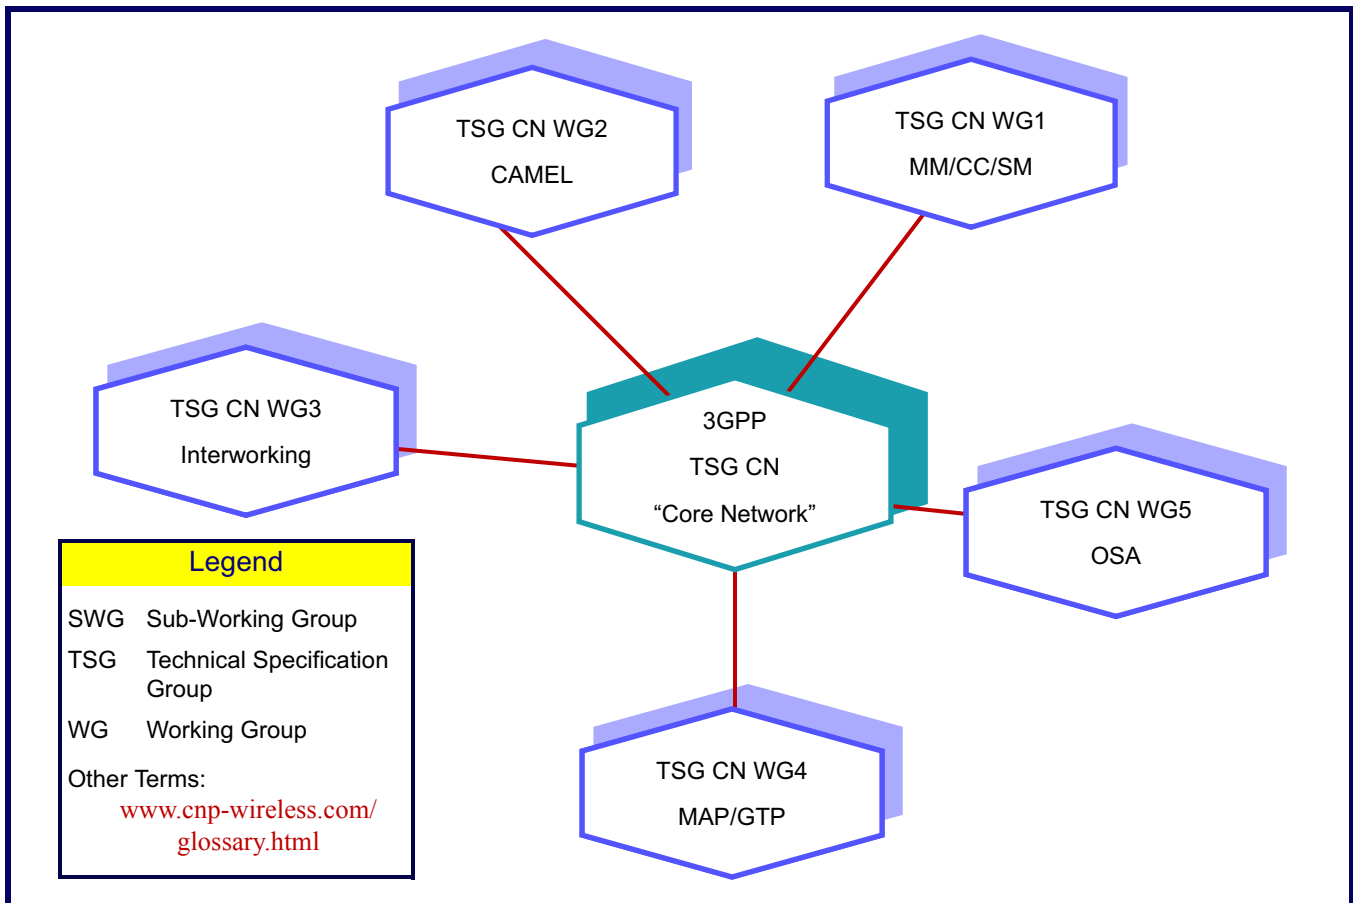 TSG CN WG2
CAMEL
TSG CN WG1
MM/CC/SM
TSG CN WG3
Interworking
3GPP
TSG CN
“Core Network”
TSG CN WG5
OSA
TSG CN WG4
MAP/GTP
Legend
SWG Sub-Working Group
TSG Technical Specification
Group
WG Working Group
Other Terms:
www.cnp-wireless.com/
glossary.html